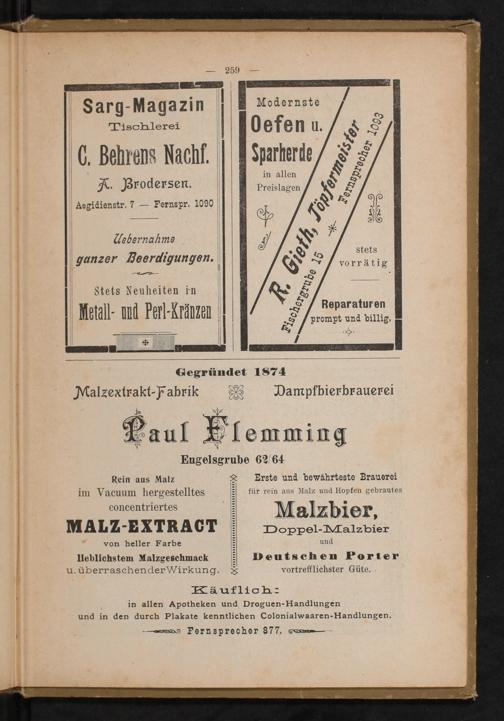 — 259 —
Sarg-Magazin
Tischlerei
C. Behrens Nachf.
A. Brodersen.
Aegidienstr. 7 — Fernspr. 1090
Uebernahme
ganzer Beerdigungen.
Stets Neuheiten in
Metall- und Perl-Kränzen
Modernste
Oefen u.
Sparherde
in allen
Preislagen
R. Gieth, Töpfermeister
Fischergrube 15
Fernsprecher 1093
stets
vorrätig
Reparaturen
prompt und billig.
Gegründet 1874
Malzextrakt-Fabrik
Dampfbierbrauerei
Paul Flemming
Engelsgrube 62/64
Rein aus Malz
im Vacuum hergestelltes
concentriertes
MALZ-EXTRACT
von heller Farbe
lieblichstem Malzgeschmack
u. überraschender Wirkung.
Erste und bewährteste Brauerei
für rein aus Malz und Hopfen gebrautes
Malzbier,
Doppel-Malzbier
und
Deutschen Porter
vortrefflichster Güte.
Käuflich:
in allen Apotheken und Droguen-Handlungen
und in den durch Plakate kenntlichen Colonialwaaren-Handlungen.
Fernsprecher 877.